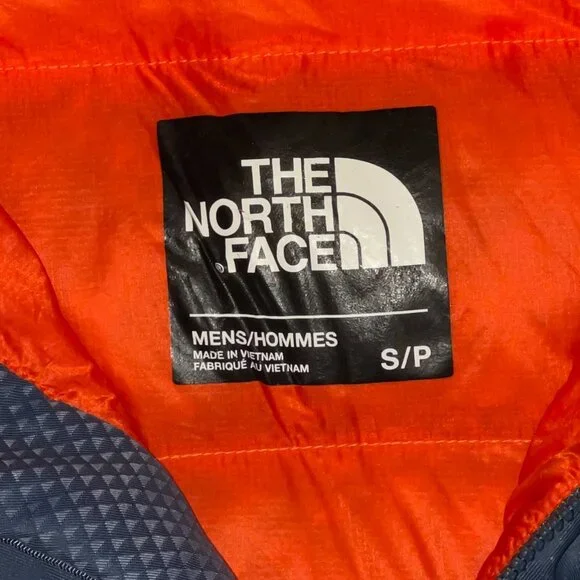 THE
NORTH
FACE
®
MENS/HOMMES
MADE IN VIETNAM
FABRIQUÉ AU VIETNAM
S/P